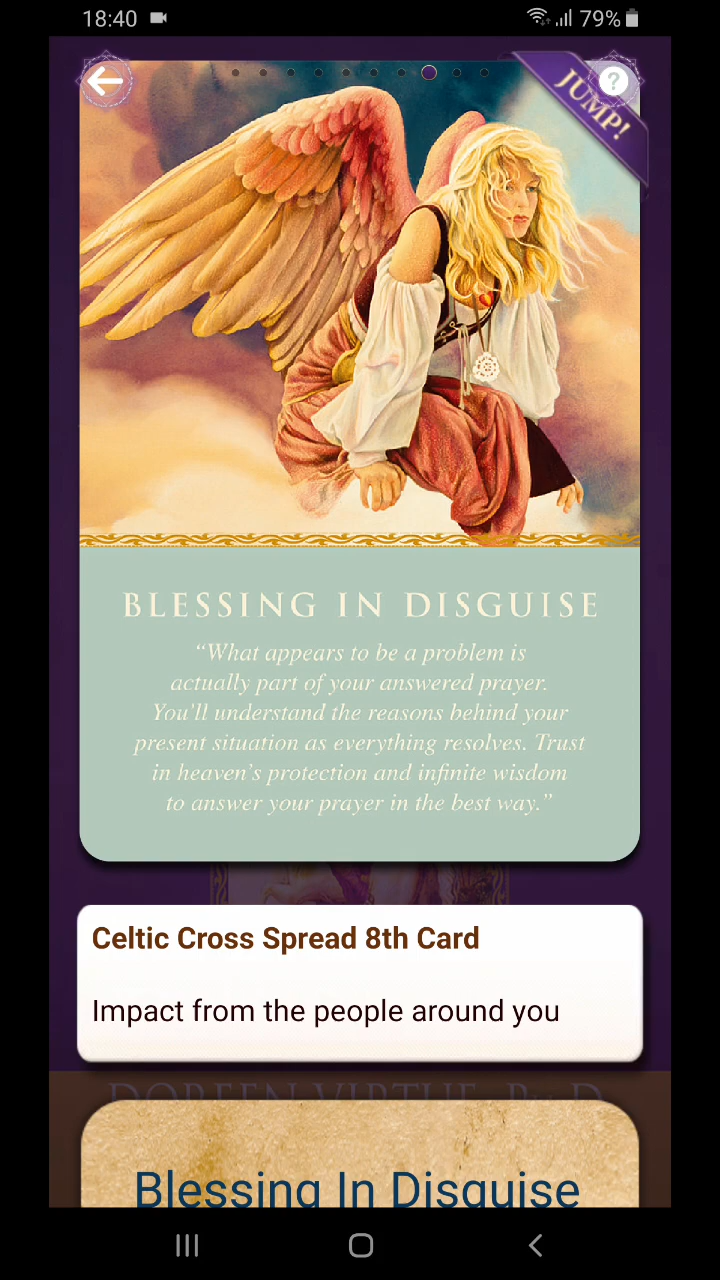 18:40
79%
JUMP!
?
BLESSING IN DISGUISE
“What appears to be a problem is
actually part of your answered prayer.
You'll understand the reasons behind your
present situation as everything resolves. Trust
in heaven’s protection and infinite wisdom
to answer your prayer in the best way.”
Celtic Cross Spread 8th Card
Impact from the people around you
DOREEN VIRTUE, Ph.D.
Blessing In Disguise